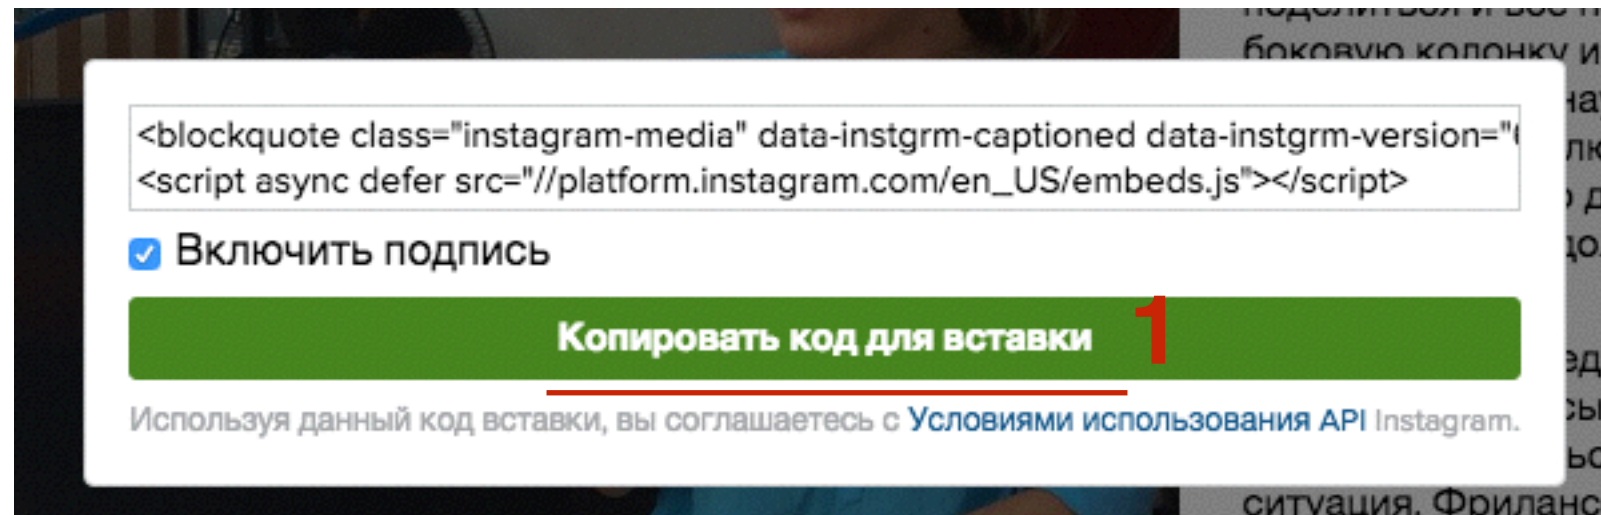 боковую колонку и
<blockquote class="instagram-media" data-instgrm-captioned data-instgrm-version="
<script async defer src="//platform.instagram.com/en_US/embeds.js"></script>
Включить подпись
Копировать код для вставки 1
Используя данный код вставки, вы соглашаетесь с Условиями использования API Instagram.
ситуация. Фриланс